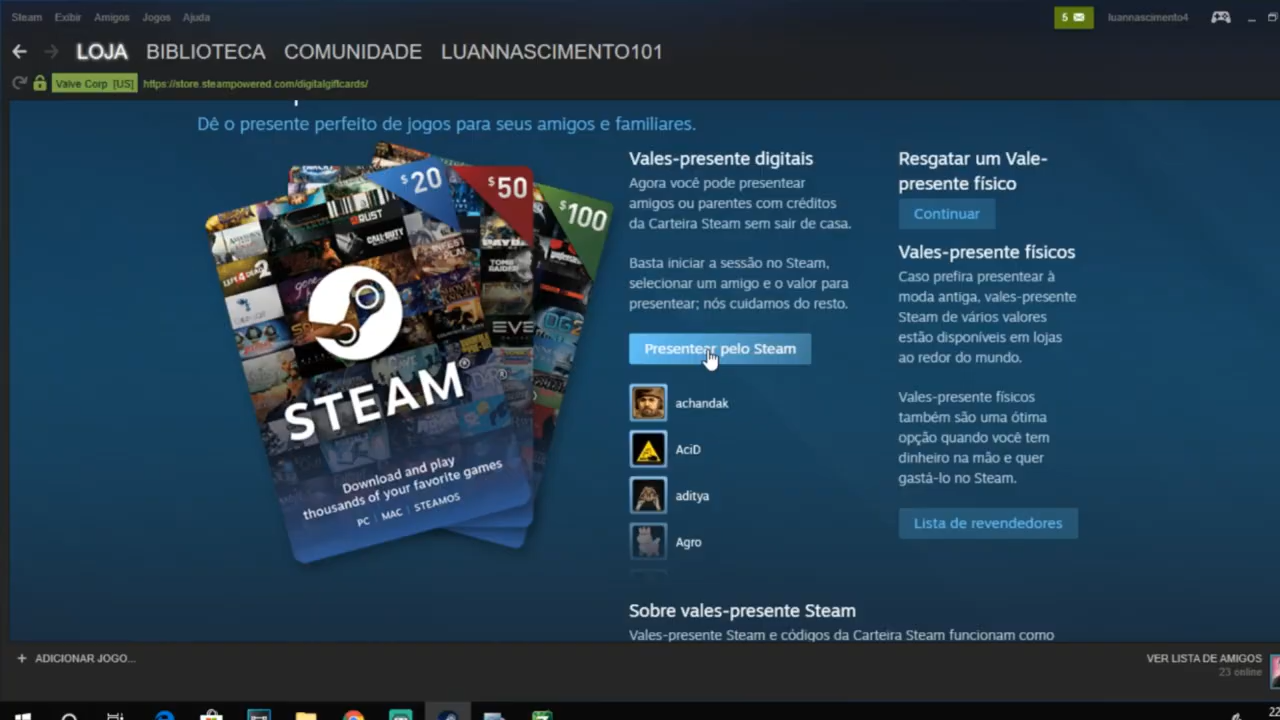 Steam Exibir Amigos Jogos Ajuda
5
luannascimento4
LOJA BIBLIOTECA COMUNIDADE LUANNASCIMENTO101
Valve Corp [US] https://store.steampowered.com/digitalgiftcards/
Dê o presente perfeito de jogos para seus amigos e familiares.
$20
$50
$100
RUST
CALL OF DUTY
TOMB RAIDER
EVE
STEAM®
Download and play
thousands of your favorite games
PC | MAC | STEAMOS
Vales-presente digitais
Agora você pode presentear
amigos ou parentes com créditos
da Carteira Steam sem sair de casa.
Basta iniciar a sessão no Steam,
selecionar um amigo e o valor para
presentear; nós cuidamos do resto.
Presentear pelo Steam
achandak
AciD
aditya
Agro
Resgatar um Vale-
presente físico
Continuar
Vales-presente físicos
Caso prefira presentear à
moda antiga, vales-presente
Steam de vários valores
estão disponíveis em lojas
ao redor do mundo.
Vales-presente físicos
também são uma ótima
opção quando você tem
dinheiro na mão e quer
gastá-lo no Steam.
Lista de revendedores
Sobre vales-presente Steam
Vales-presente Steam e códigos da Carteira Steam funcionam como
+ ADICIONAR JOGO...
VER LISTA DE AMIGOS
23 online